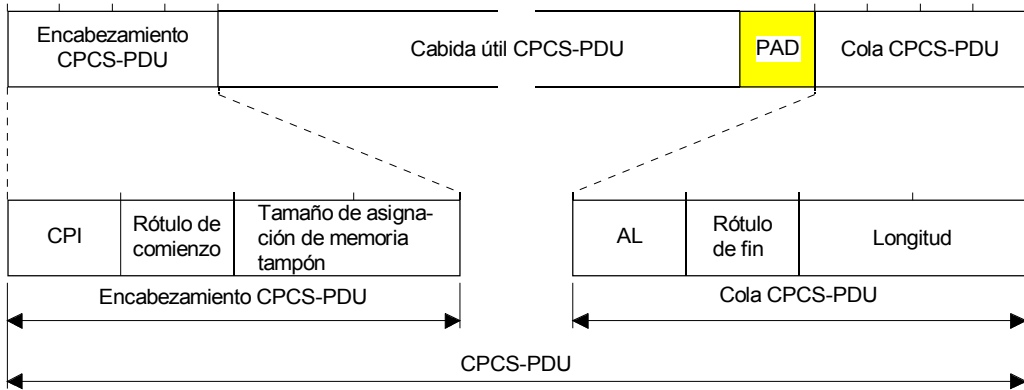 Encabezamiento
CPCS-PDU
Cabida útil CPCS-PDU
PAD
Cola CPCS-PDU
CPI
Rótulo de
comienzo
Tamaño de asigna-
ción de memoria
tampón
AL
Rótulo
de fin
Longitud
Encabezamiento CPCS-PDU
Cola CPCS-PDU
CPCS-PDU